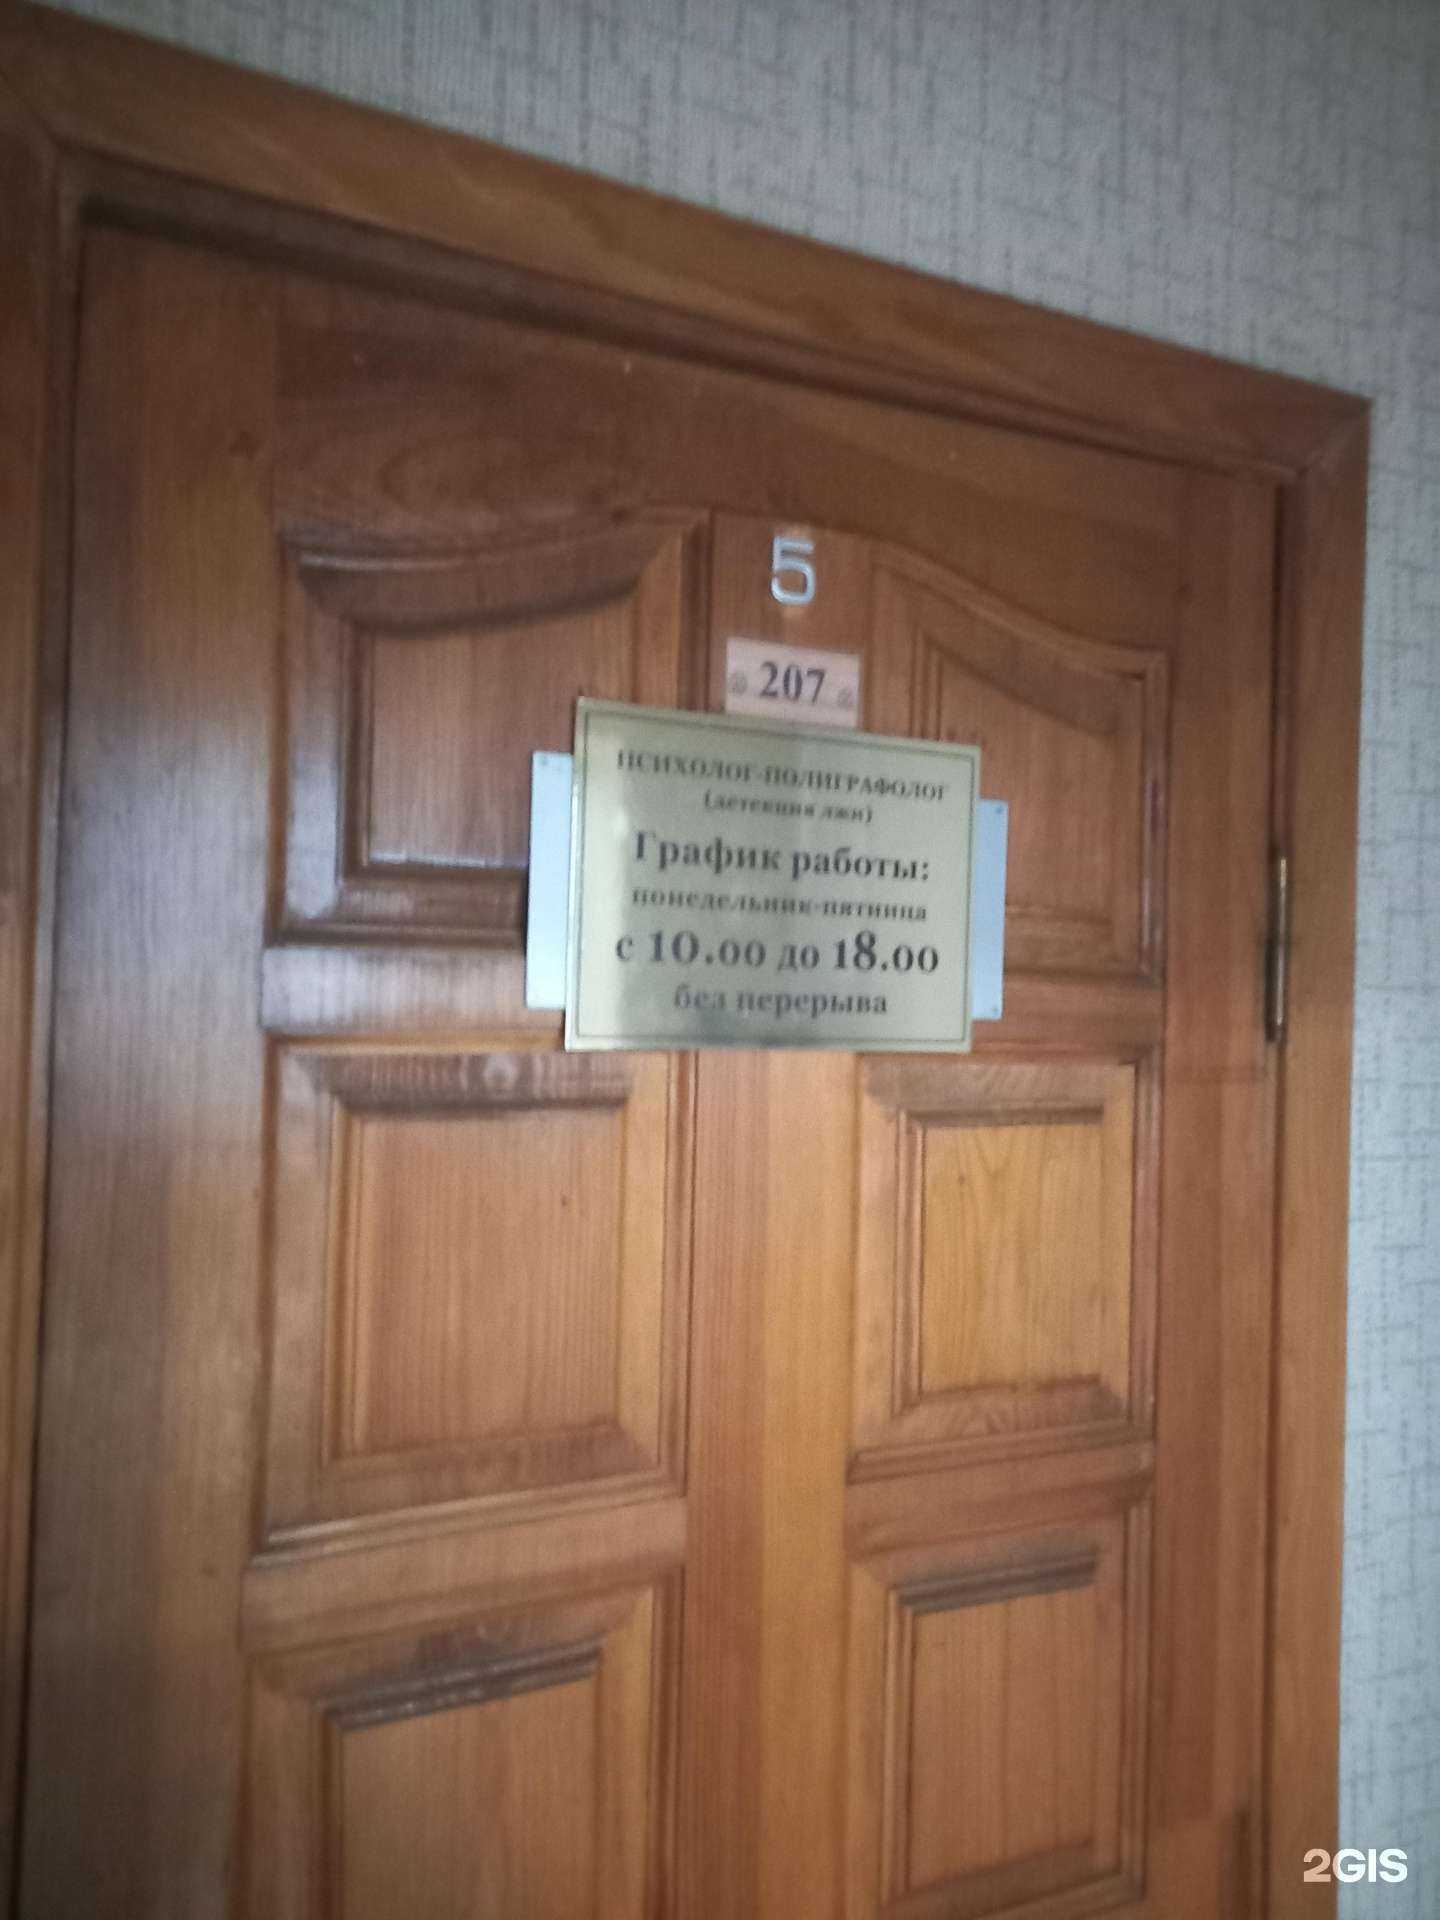 5
207
ПСИХОЛОГ-ПОЛИГРАФОЛОГ
(детекция лжи)
График работы:
понедельник-пятница
с 10.00 до 18.00
без перерыва
2GIS